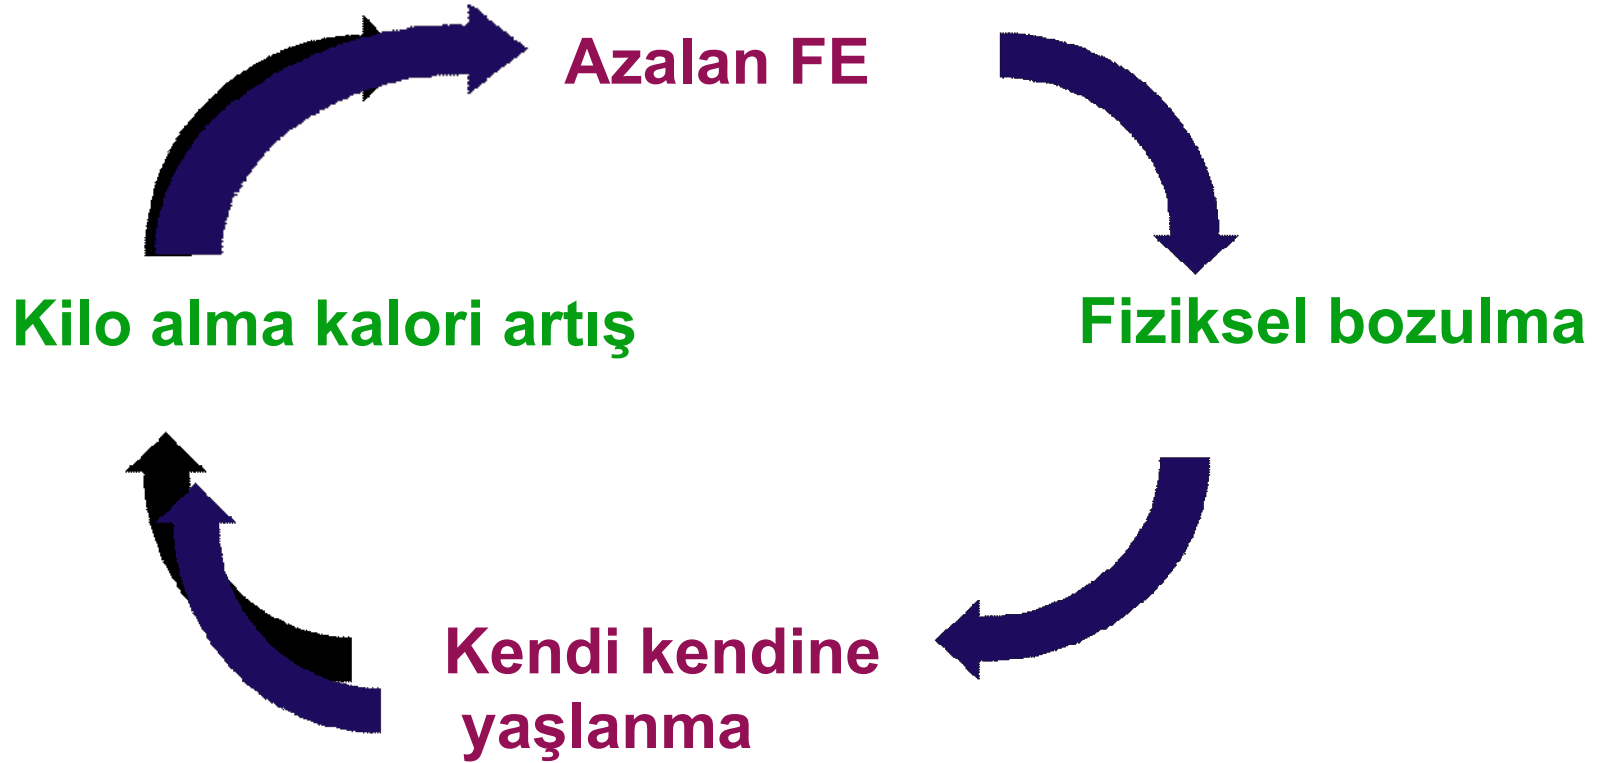 Azalan FE
Kilo alma kalori artış
Fiziksel bozulma
Kendi kendine
yaşlanma